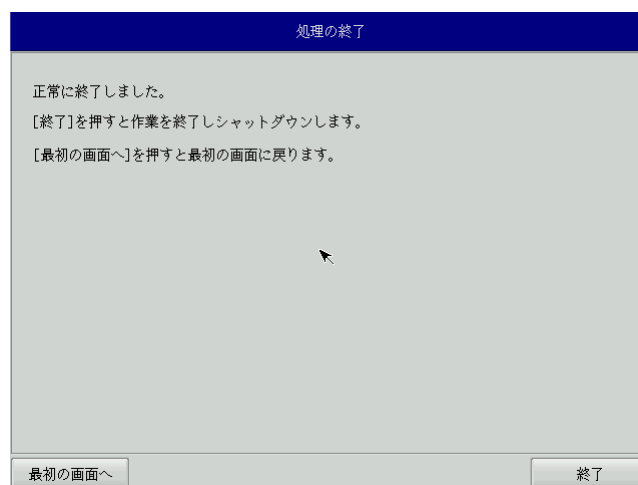 処理の終了
正常に終了しました。
[終了]を押すと作業を終了しシャットダウンします。
[最初の画面へ]を押すと最初の画面に戻ります。
最初の画面へ
終了